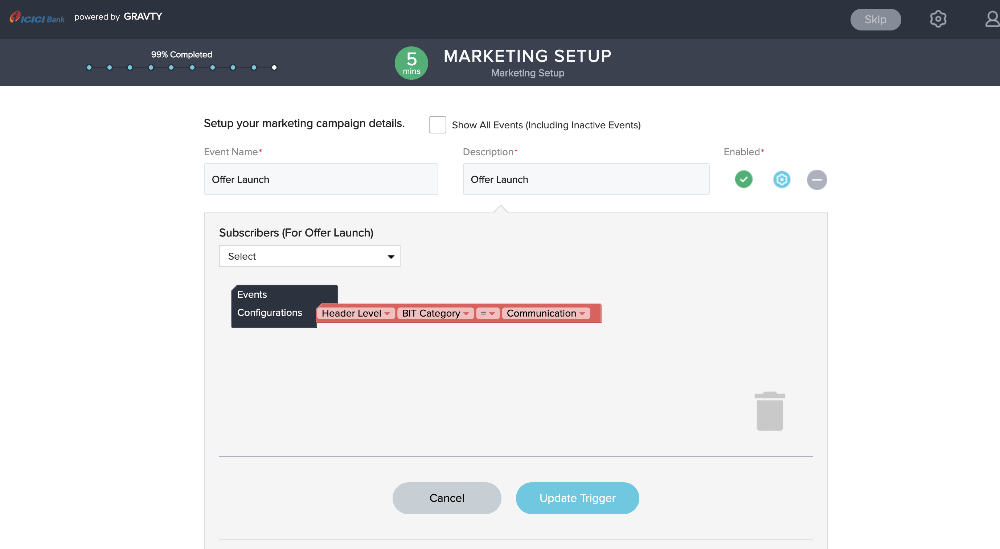 ICICI Bank powered by GRAVTY
Skip
99% Completed
5
mins
MARKETING SETUP
Marketing Setup
Setup your marketing campaign details.
Show All Events (Including Inactive Events)
Event Name*
Description*
Enabled*
Offer Launch
Offer Launch
Subscribers (For Offer Launch)
Select
Events
Configurations
Header Level BIT Category = Communication
Cancel
Update Trigger